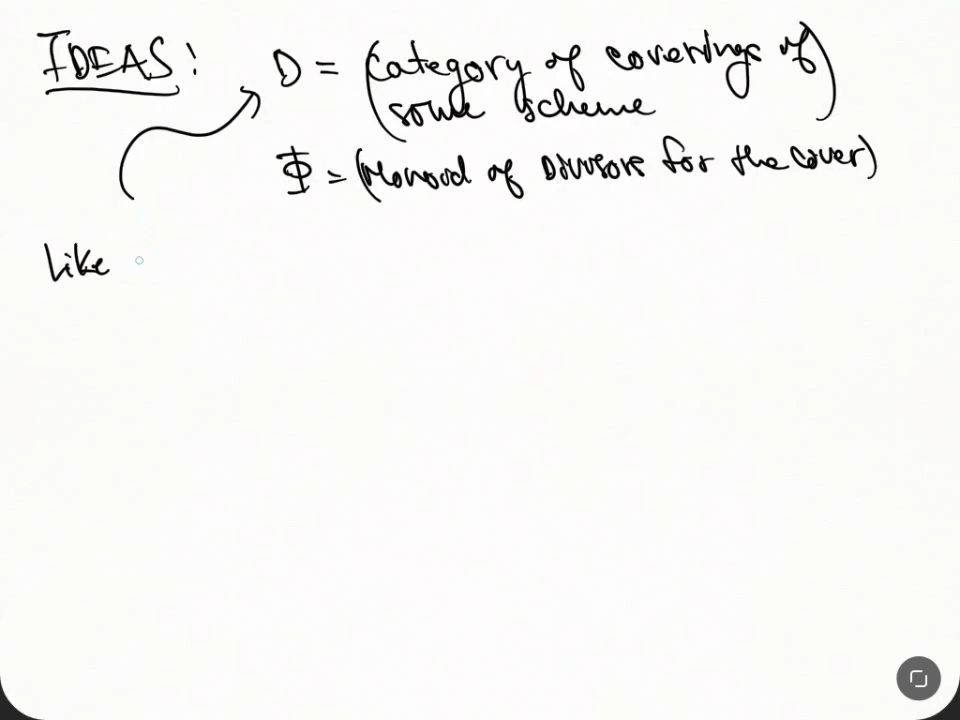 IDEAS!
D = (Category of coverings of
some scheme)
Φ = (Monoid of Divisors for the cover)
Like